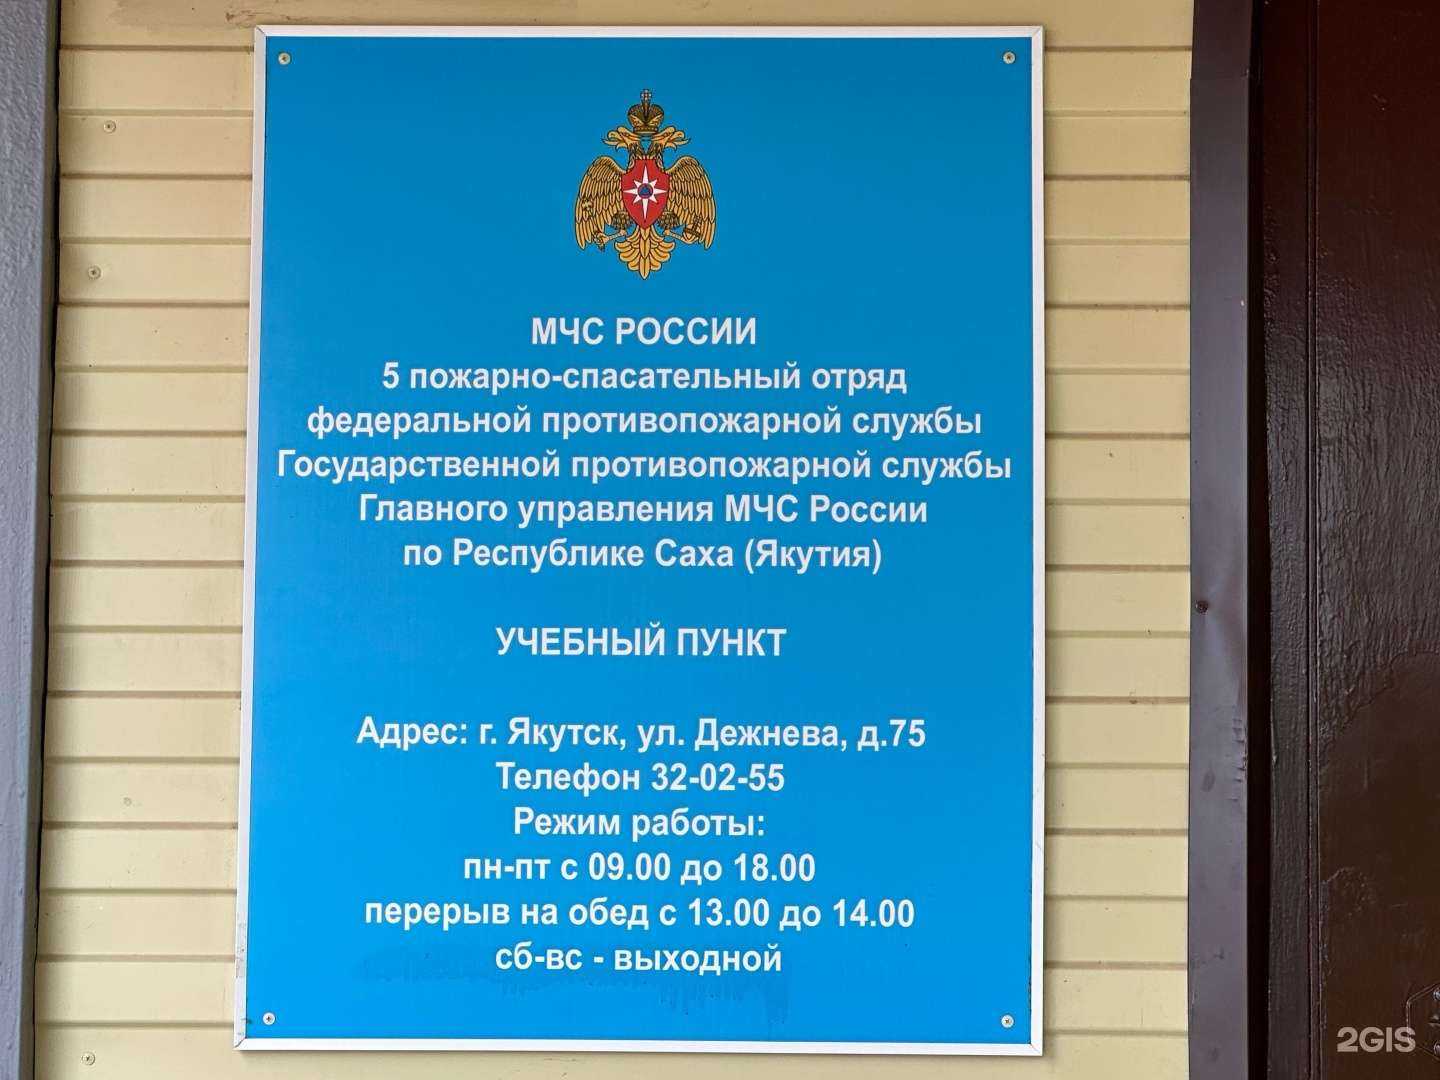 МЧС РОССИИ
5 пожарно-спасательный отряд
федеральной противопожарной службы
Государственной противопожарной службы
Главного управления МЧС России
по Республике Саха (Якутия)
УЧЕБНЫЙ ПУНКТ
Адрес: г. Якутск, ул. Дежнева, д.75
Телефон 32-02-55
Режим работы:
пн-пт с 09.00 до 18.00
перерыв на обед с 13.00 до 14.00
сб-вс - выходной
2GIS